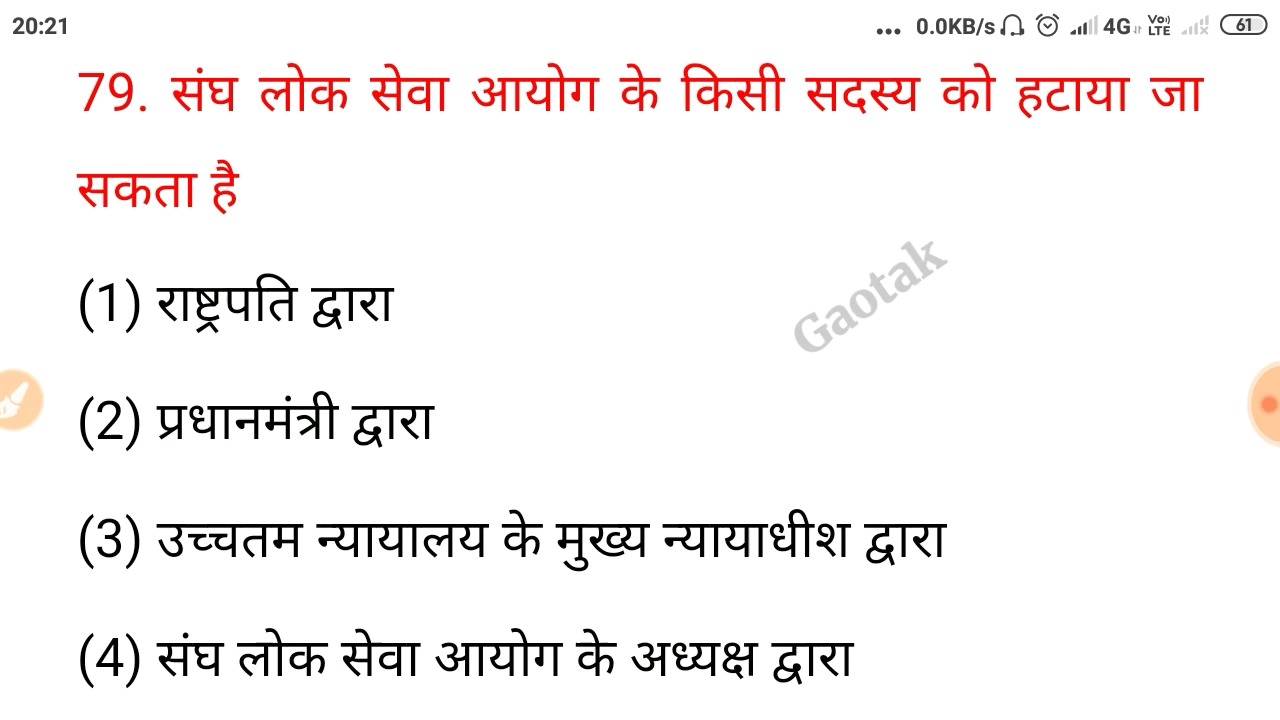 20:21
... 0.0KB/s 4G Vo) LTE 61
79. संघ लोक सेवा आयोग के किसी सदस्य को हटाया जा
सकता है
(1) राष्ट्रपति द्वारा
Gaotak
(2) प्रधानमंत्री द्वारा
(3) उच्चतम न्यायालय के मुख्य न्यायाधीश द्वारा
(4) संघ लोक सेवा आयोग के अध्यक्ष द्वारा